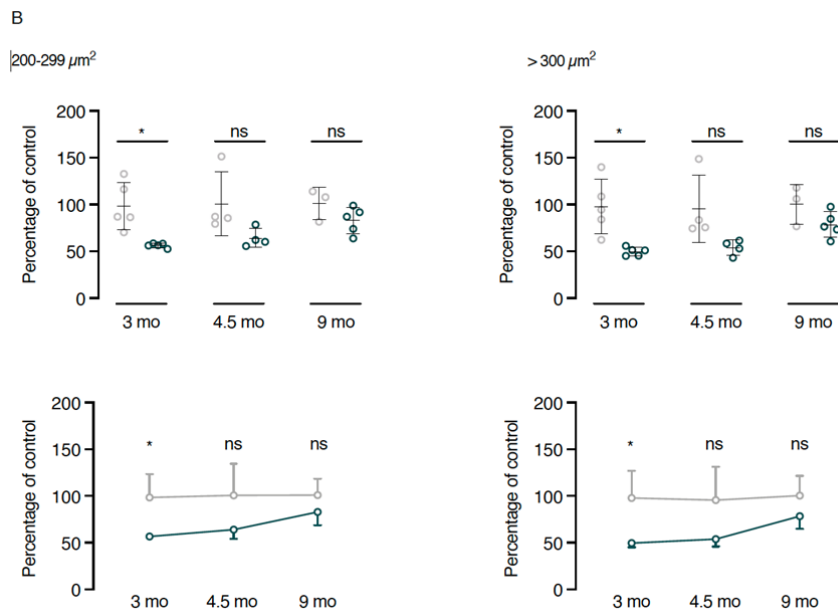 B
200-299 µm²
> 300 µm²
Percentage of control
200
150
100
50
0
* ns ns
3 mo 4.5 mo 9 mo
Percentage of control
200
150
100
50
0
* ns ns
3 mo 4.5 mo 9 mo
Percentage of control
200
150
100
50
0
* ns ns
3 mo 4.5 mo 9 mo
Percentage of control
200
150
100
50
0
* ns ns
3 mo 4.5 mo 9 mo